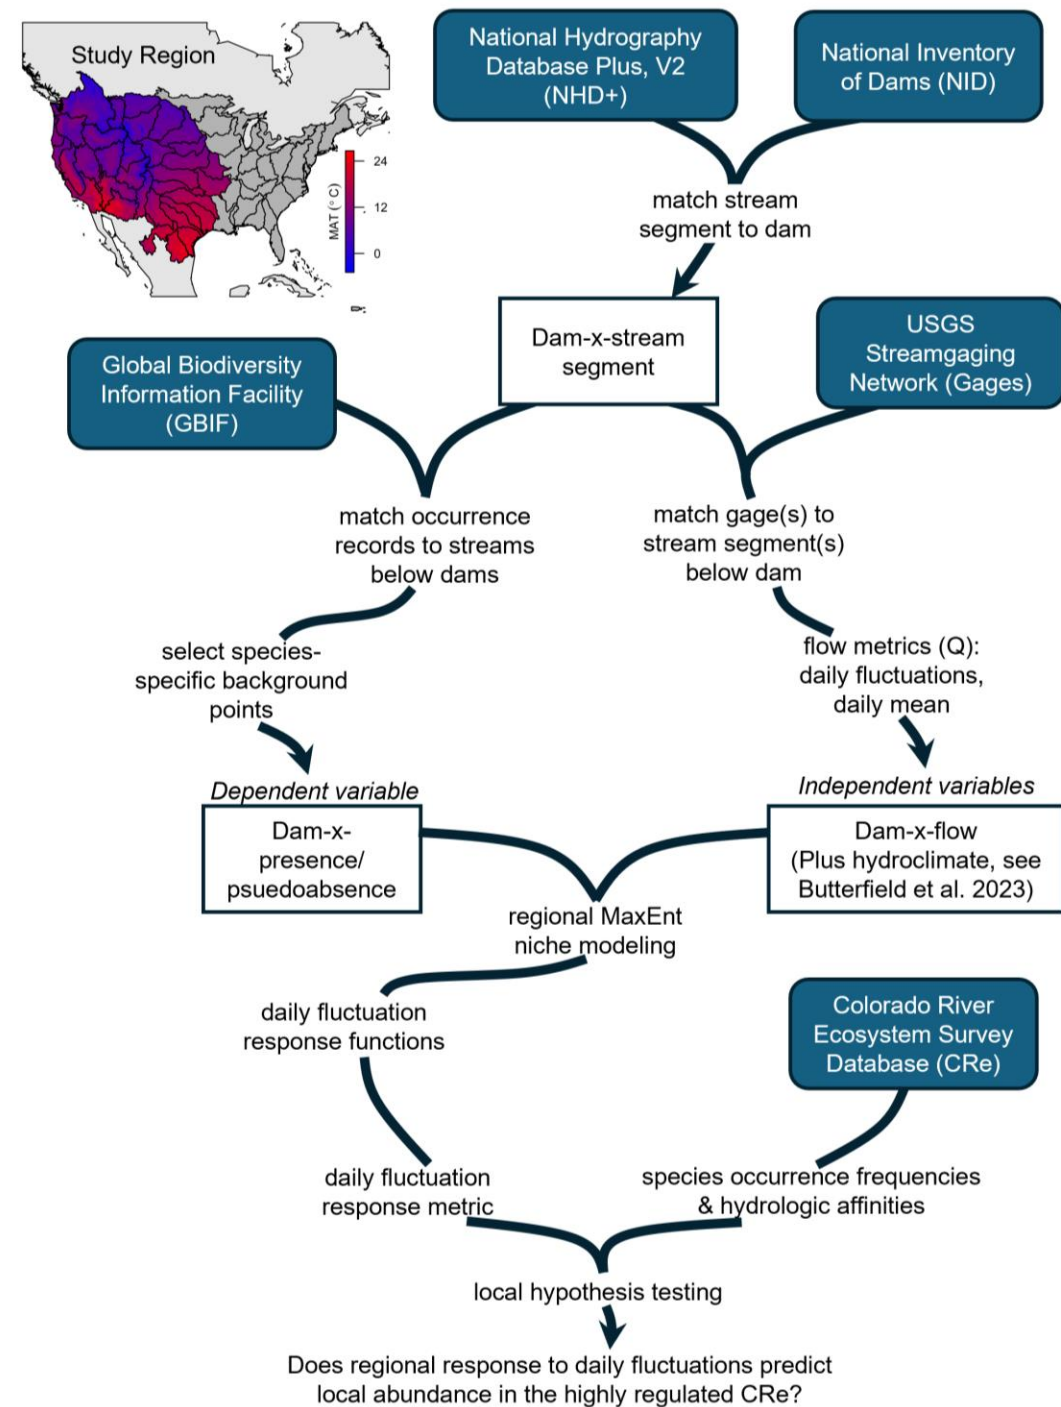 Study Region
24
12
0
MAT (°C)
National Hydrography
Database Plus, V2
(NHD+)
National Inventory
of Dams (NID)
match stream
segment to dam
Dam-x-stream
segment
USGS
Streamgaging
Network (Gages)
Global Biodiversity
Information Facility
(GBIF)
match occurrence
records to streams
below dams
match gage(s) to
stream segment(s)
below dam
select species-
specific background
points
flow metrics (Q):
daily fluctuations,
daily mean
Dependent variable
Dam-x-
presence/
psuedoabsence
Independent variables
Dam-x-flow
(Plus hydroclimate, see
Butterfield et al. 2023)
regional MaxEnt
niche modeling
daily fluctuation
response functions
Colorado River
Ecosystem Survey
Database (CRe)
daily fluctuation
response metric
species occurrence frequencies
& hydrologic affinities
local hypothesis testing
Does regional response to daily fluctuations predict
local abundance in the highly regulated CRe?